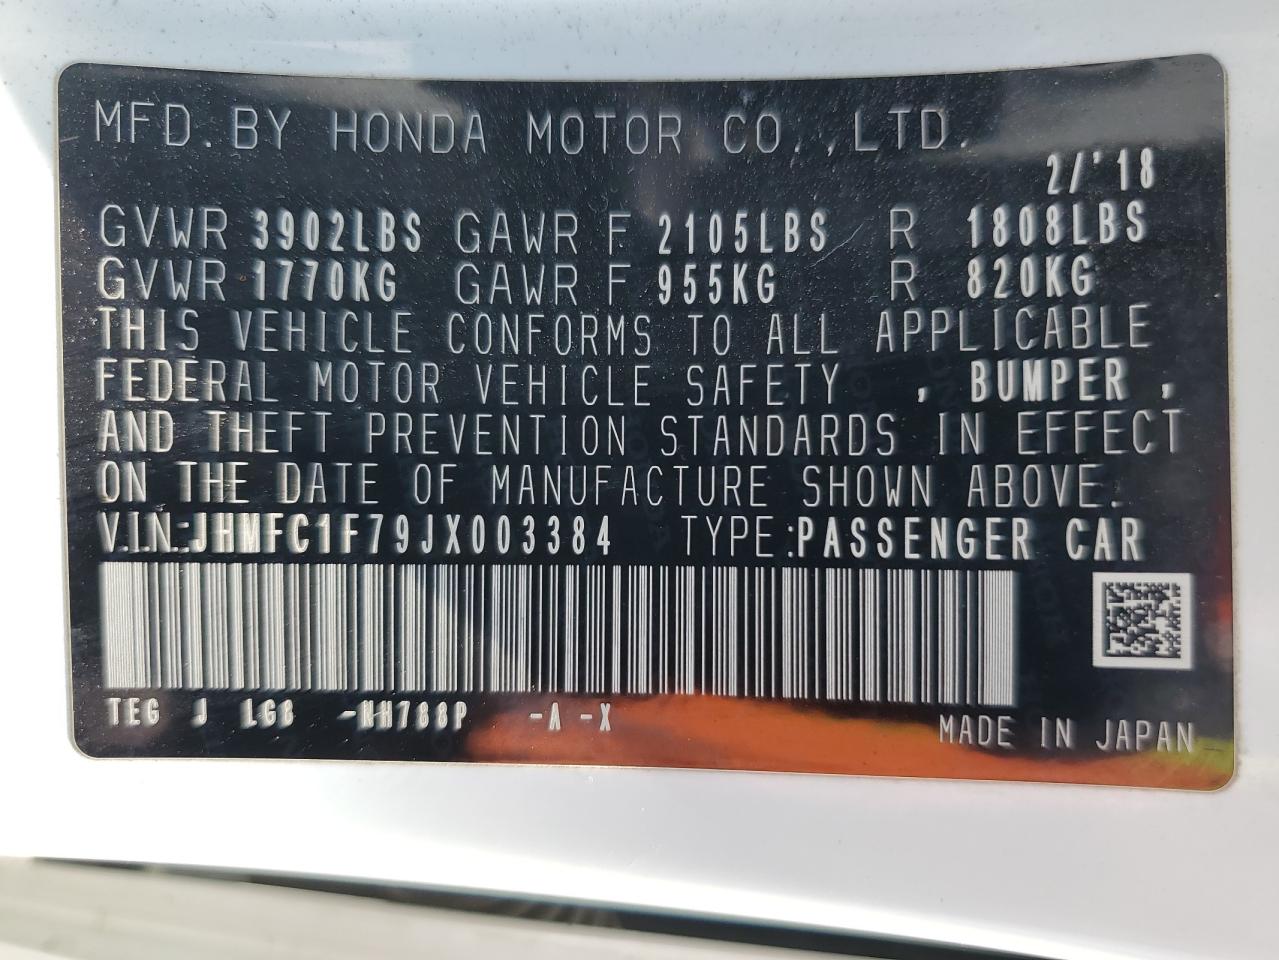 MFD. BY HONDA MOTOR CO., LTD.
2/'18
GVWR 3902LBS GAWR F 2105LBS R 1808LBS
GVWR 1770KG GAWR F 955KG R 820KG
THIS VEHICLE CONFORMS TO ALL APPLICABLE
FEDERAL MOTOR VEHICLE SAFETY , BUMPER ,
AND THEFT PREVENTION STANDARDS IN EFFECT
ON THE DATE OF MANUFACTURE SHOWN ABOVE.
V.I.N.:JHMFC1F79JX003384 TYPE:PASSENGER CAR
TEG J LGB -NH788P -A -X
MADE IN JAPAN